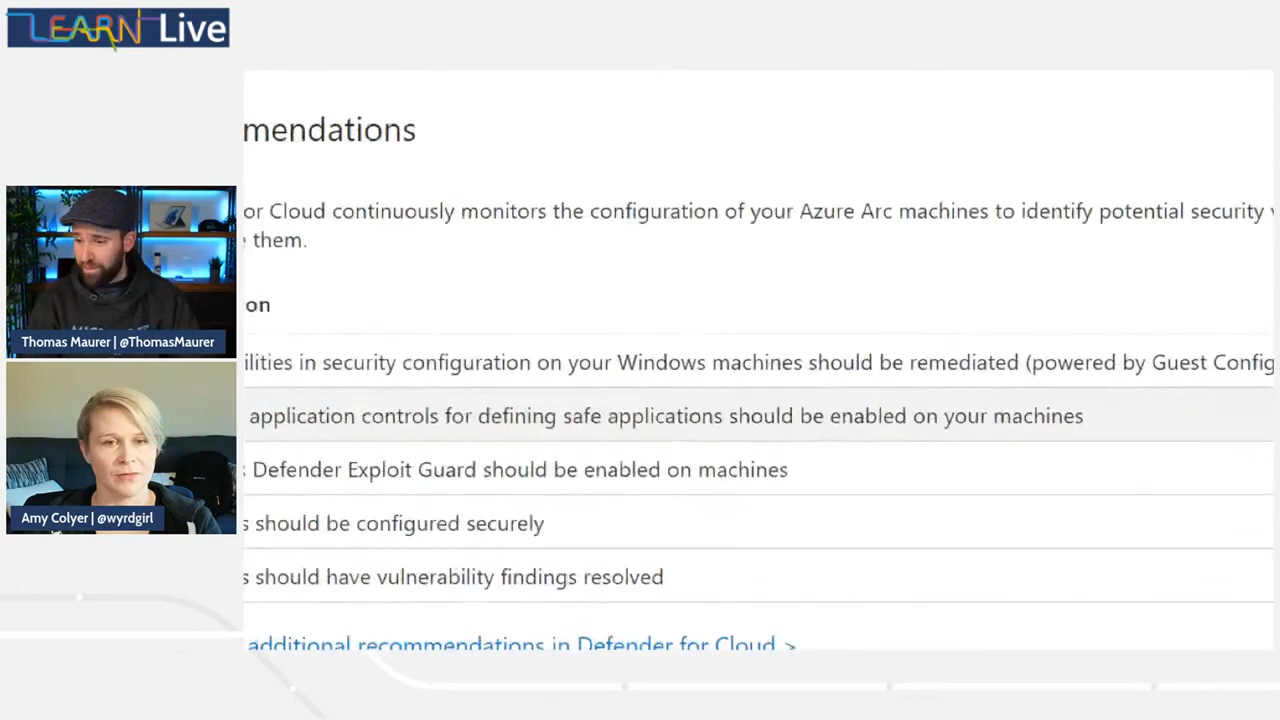 LEARN Live
mendations
or Cloud continuously monitors the configuration of your Azure Arc machines to identify potential security
them.
on
ilities in security configuration on your Windows machines should be remediated (powered by Guest Config
application controls for defining safe applications should be enabled on your machines
s Defender Exploit Guard should be enabled on machines
s should be configured securely
s should have vulnerability findings resolved
additional recommendations in Defender for Cloud >
Thomas Maurer | @ThomasMaurer
Amy Colyer | @wyrdgirl